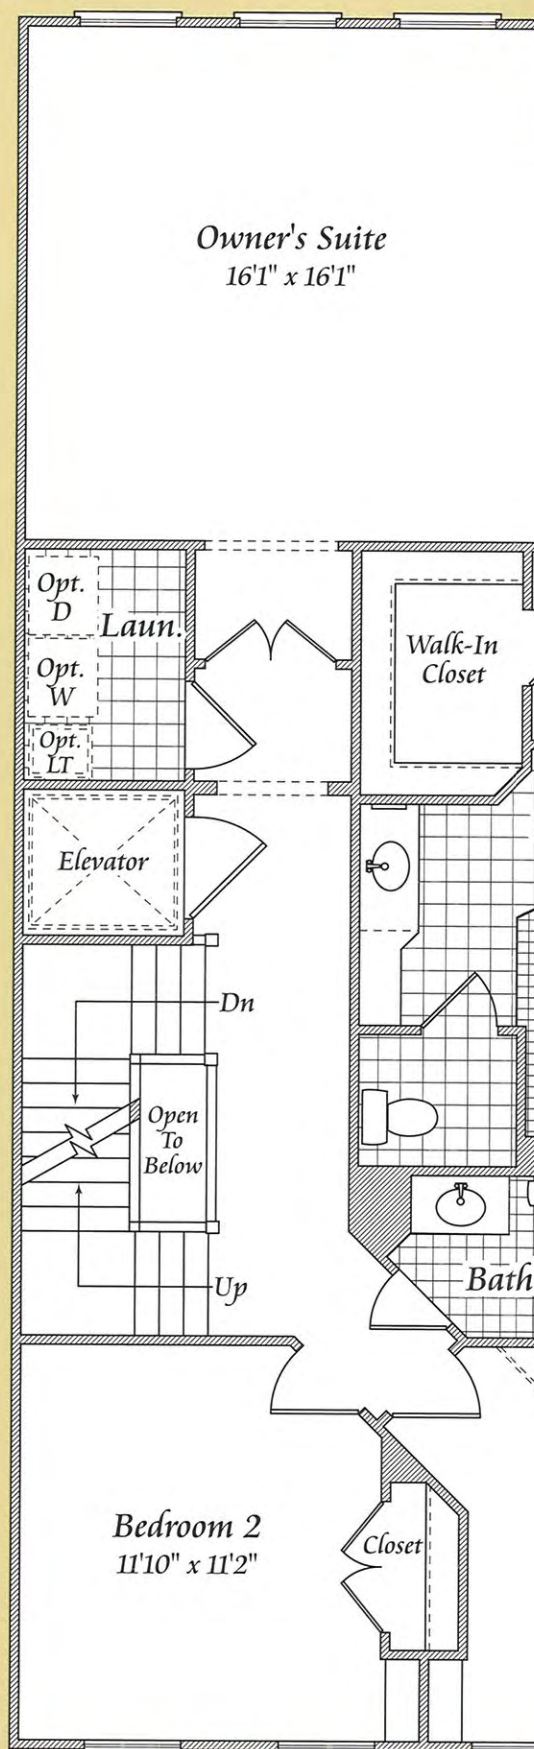 Owner's Suite
16'1" x 16'1"
Opt.
D
Laun.
Opt.
W
Opt.
LT
Walk-In
Closet
Elevator
Dn
Open
To
Below
Up
Bath
Bedroom 2
11'10" x 11'2"
Closet